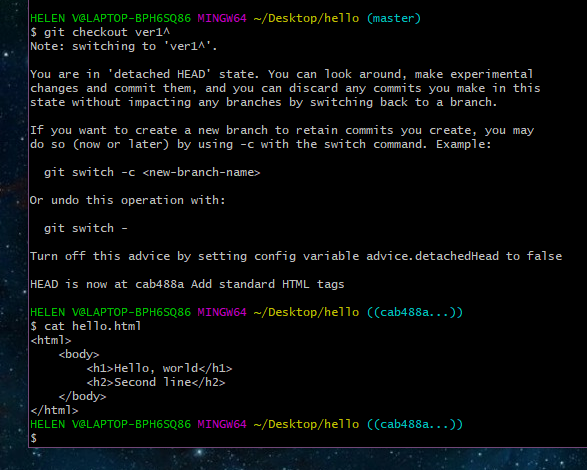 HELEN V@LAPTOP-BPH6SQ86 MINGW64 ~/Desktop/hello (master)
$ git checkout ver1^
Note: switching to 'ver1^'.
You are in 'detached HEAD' state. You can look around, make experimental
changes and commit them, and you can discard any commits you make in this
state without impacting any branches by switching back to a branch.
If you want to create a new branch to retain commits you create, you may
do so (now or later) by using -c with the switch command. Example:
git switch -c <new-branch-name>
Or undo this operation with:
git switch -
Turn off this advice by setting config variable advice.detachedHead to false
HEAD is now at cab488a Add standard HTML tags
HELEN V@LAPTOP-BPH6SQ86 MINGW64 ~/Desktop/hello ((cab488a...))
$ cat hello.html
<html>
    <body>
        <h1>Hello, world</h1>
        <h2>Second line</h2>
    </body>
</html>
HELEN V@LAPTOP-BPH6SQ86 MINGW64 ~/Desktop/hello ((cab488a...))
$